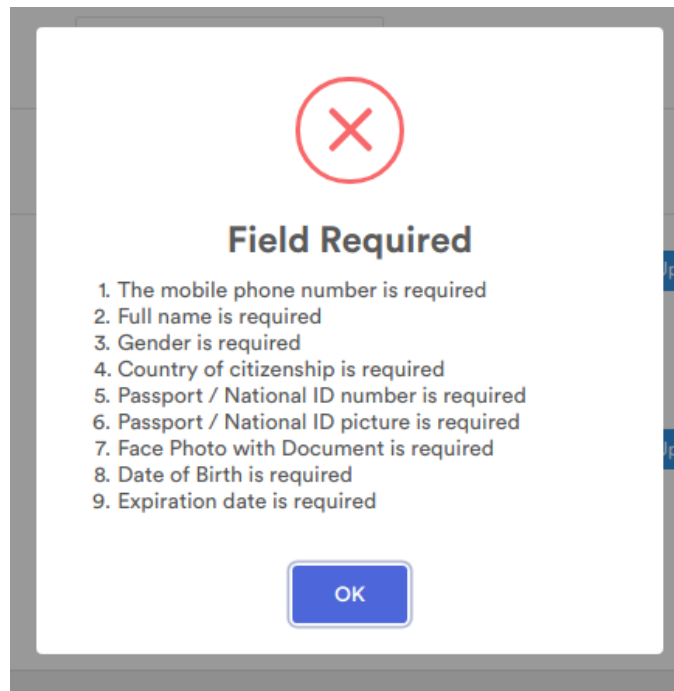 Field Required
1. The mobile phone number is required
2. Full name is required
3. Gender is required
4. Country of citizenship is required
5. Passport / National ID number is required
6. Passport / National ID picture is required
7. Face Photo with Document is required
8. Date of Birth is required
9. Expiration date is required
OK